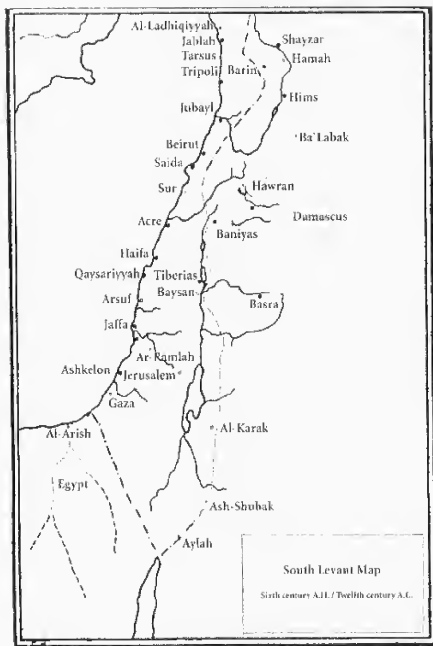 Al-Ladhiqiyyah
Jablah
Shayzar
Tarsus
Hamah
Tripoli
Barin
Hims
Jubayl
Ba'Labak
Beirut
Saida
Sur
Hawran
Damascus
Acre
Baniyas
Haifa
Qaysariyyah
Tiberias
Baysan
Arsuf
Basra
Jaffa
Ar-Ramlah
Ashkelon
Jerusalem
Gaza
Al-Arish
Al-Karak
Egypt
Ash-Shubak
Aylah
South Levant Map
Sixth century A.H. / Twelfth century A.C.